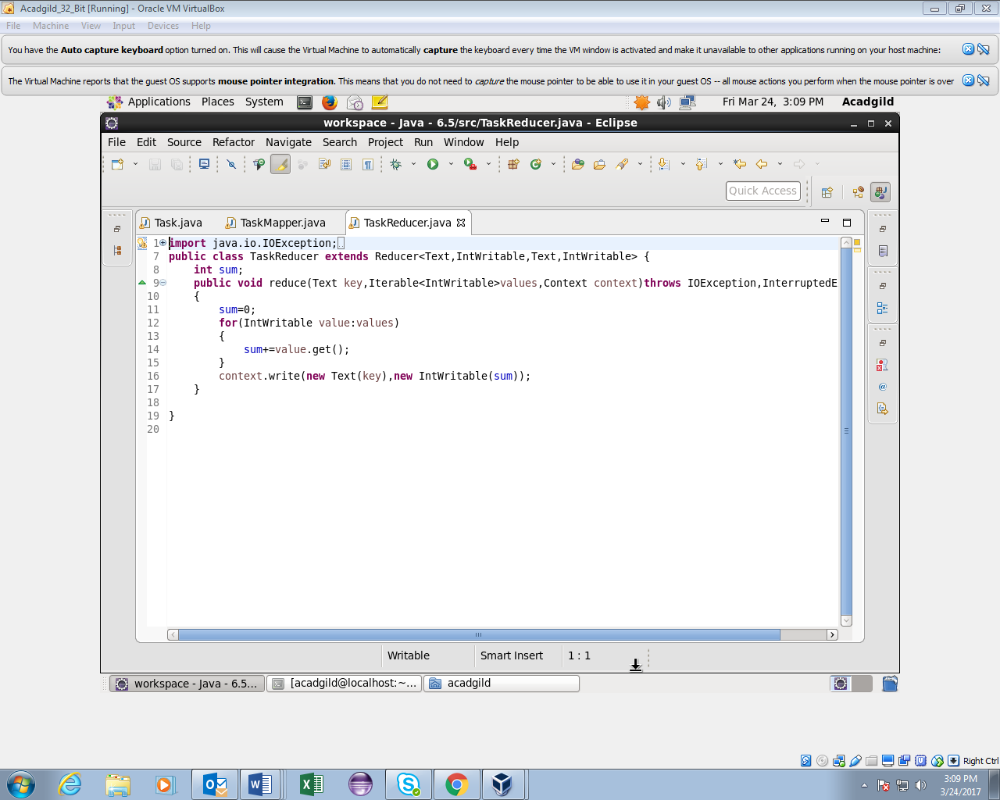 Acadgild_32_Bit [Running] - Oracle VM VirtualBox
File Machine View Input Devices Help
You have the Auto capture keyboard option turned on. This will cause the Virtual Machine to automatically capture the keyboard every time the VM window is activated and make it unavailable to other applications running on your host machine:
The Virtual Machine reports that the guest OS supports mouse pointer integration. This means that you do not need to capture the mouse pointer to be able to use it in your guest OS -- all mouse actions you perform when the mouse pointer is over
Applications Places System Fri Mar 24, 3:09 PM Acadgild
workspace - Java - 6.5/src/TaskReducer.java - Eclipse
File Edit Source Refactor Navigate Search Project Run Window Help
Quick Access
Task.java TaskMapper.java TaskReducer.java
1 import java.io.IOException;
7 public class TaskReducer extends Reducer<Text,IntWritable,Text,IntWritable> {
8 int sum;
9 public void reduce(Text key,Iterable<IntWritable>values,Context context)throws IOException,InterruptedE
10 {
11 sum=0;
12 for(IntWritable value:values)
13 {
14 sum+=value.get();
15 }
16 context.write(new Text(key),new IntWritable(sum));
17 }
18
19 }
20
Writable Smart Insert 1 : 1
workspace - Java - 6.5... [acadgild@localhost:~... acadgild
Right Ctrl
3:09 PM
3/24/2017